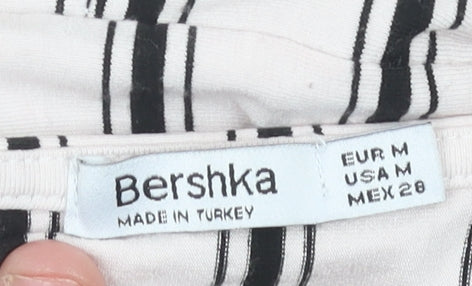 Bershka
MADE IN TURKEY
EUR M
USA M
MEX 28